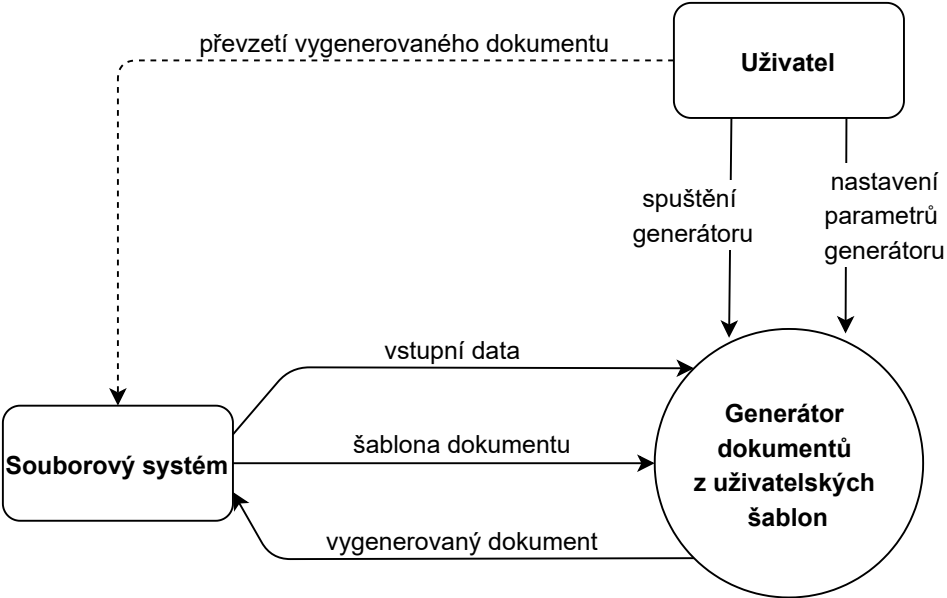 převzetí vygenerovaného dokumentu
Uživatel
spuštění
generátoru
nastavení
parametrů
generátoru
vstupní data
šablona dokumentu
vygenerovaný dokument
Souborový systém
Generátor
dokumentů
z uživatelských
šablon